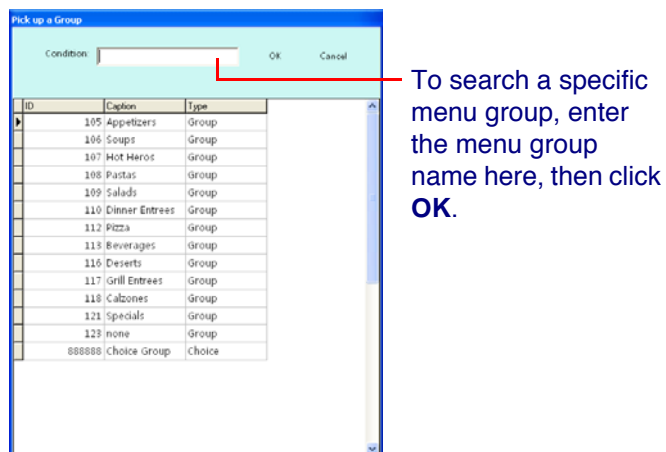 Pick up a Group
Condition: OK Cancel
To search a specific
menu group, enter
the menu group
name here, then click
OK.
ID Caption Type
105 Appetizers Group
106 Soups Group
107 Hot Heros Group
108 Pastas Group
109 Salads Group
110 Dinner Entrees Group
112 Pizza Group
113 Beverages Group
116 Deserts Group
117 Grill Entrees Group
118 Calzones Group
121 Specials Group
123 none Group
888888 Choice Group Choice